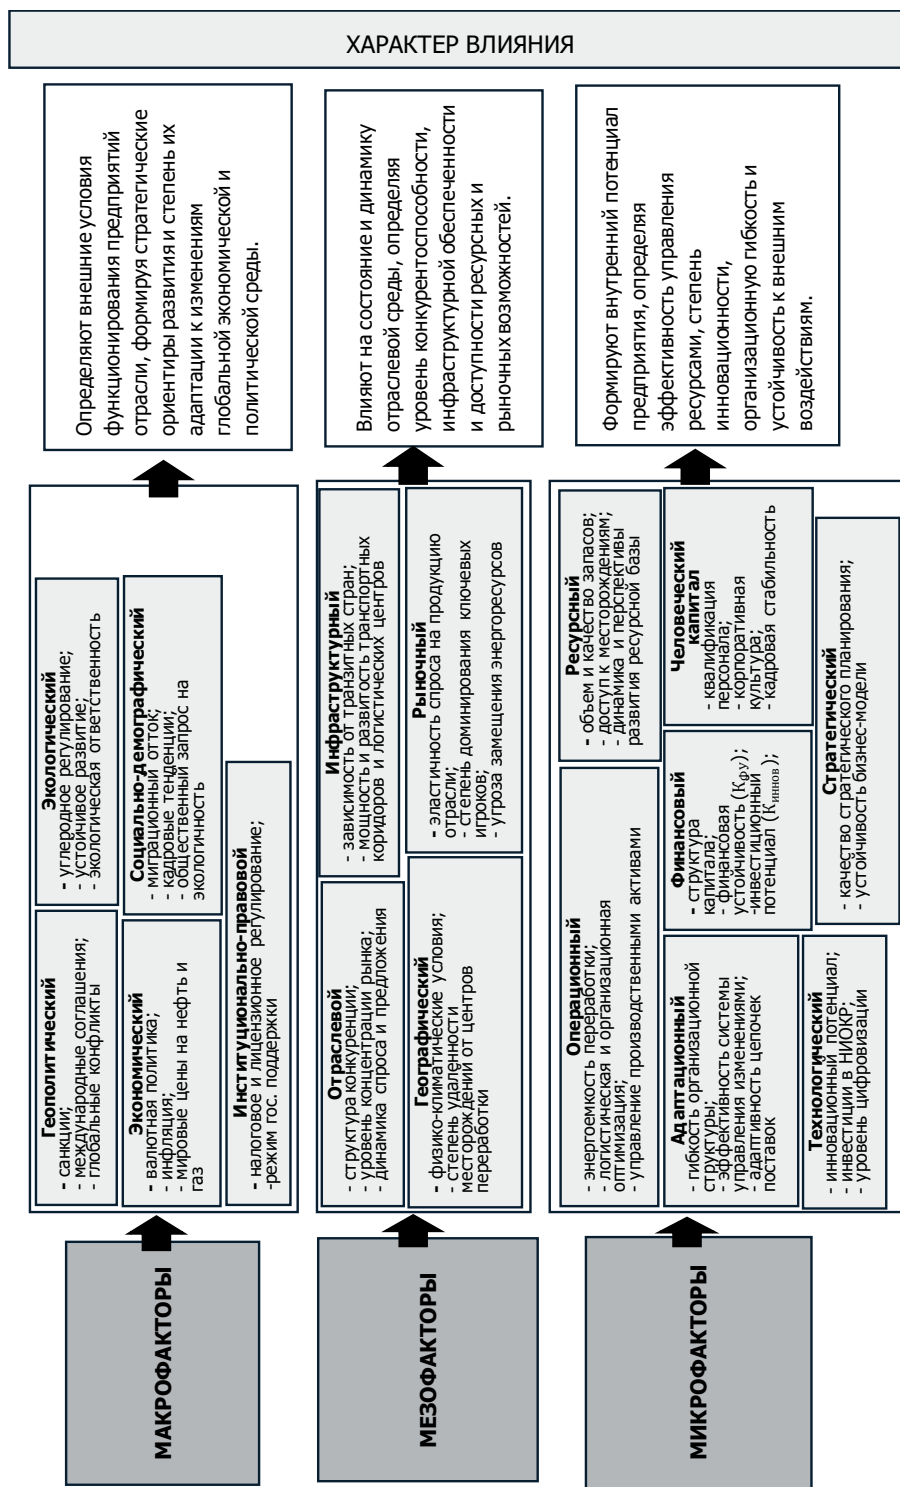 ХАРАКТЕР ВЛИЯНИЯ
МАКРОФАКТОРЫ
Геополитический
- санкции;
- международные соглашения;
- глобальные конфликты
Экологический
- углеродное регулирование;
- устойчивое развитие;
- экологическая ответственность
Экономический
- валютная политика;
- инфляция;
- мировые цены на нефть и
газ
Социально-демографический
- миграционный отток;
- кадровые тенденции;
- общественный запрос на
экологичность
Институционально-правовой
- налоговое и лицензионное регулирование;
-режим гос. поддержки
Определяют внешние условия
функционирования предприятий
отрасли, формируя стратегические
ориентиры развития и степень их
адаптации к изменениям
глобальной экономической и
политической среды.
МЕЗОФАКТОРЫ
Отраслевой
- структура конкуренции;
- уровень концентрации рынка;
- динамика спроса и предложения
Инфраструктурный
- зависимость от транзитных стран;
- мощность и развитость транспортных
коридоров и логистических центров
Географический
- физико-климатические условия;
- степень удаленности
месторождений от центров
переработки
Рыночный
- эластичность спроса на продукцию
отрасли;
- степень доминирования ключевых
игроков;
- угроза замещения энергоресурсов
Влияют на состояние и динамику
отраслевой среды, определяя
уровень конкурентоспособности,
инфраструктурной обеспеченности
и доступности ресурсных и
рыночных возможностей.
МИКРОФАКТОРЫ
Операционный
- энергоемкость переработки;
- логистическая и организационная
оптимизация;
- управление производственными активами
Ресурсный
- объем и качество запасов;
- доступ к месторождениям;
- динамика и перспективы
развития ресурсной базы
Адаптационный
- гибкость организационной
структуры;
- эффективность системы
управления изменениями;
- адаптивность цепочек
поставок
Финансовый
- структура
капитала;
- финансовая
устойчивость (Кфу);
-инвестиционный
потенциал (Киннов);
Человеческий
капитал
- квалификация
персонала;
- корпоративная
культура;
- кадровая стабильность
Технологический
- инновационный потенциал;
- инвестиции в НИОКР;
- уровень цифровизации
Стратегический
- качество стратегического планирования;
- устойчивость бизнес-модели
Формируют внутренний потенциал
предприятия, определяя
эффективность управления
ресурсами, степень
инновационности,
организационную гибкость и
устойчивость к внешним
воздействиям.